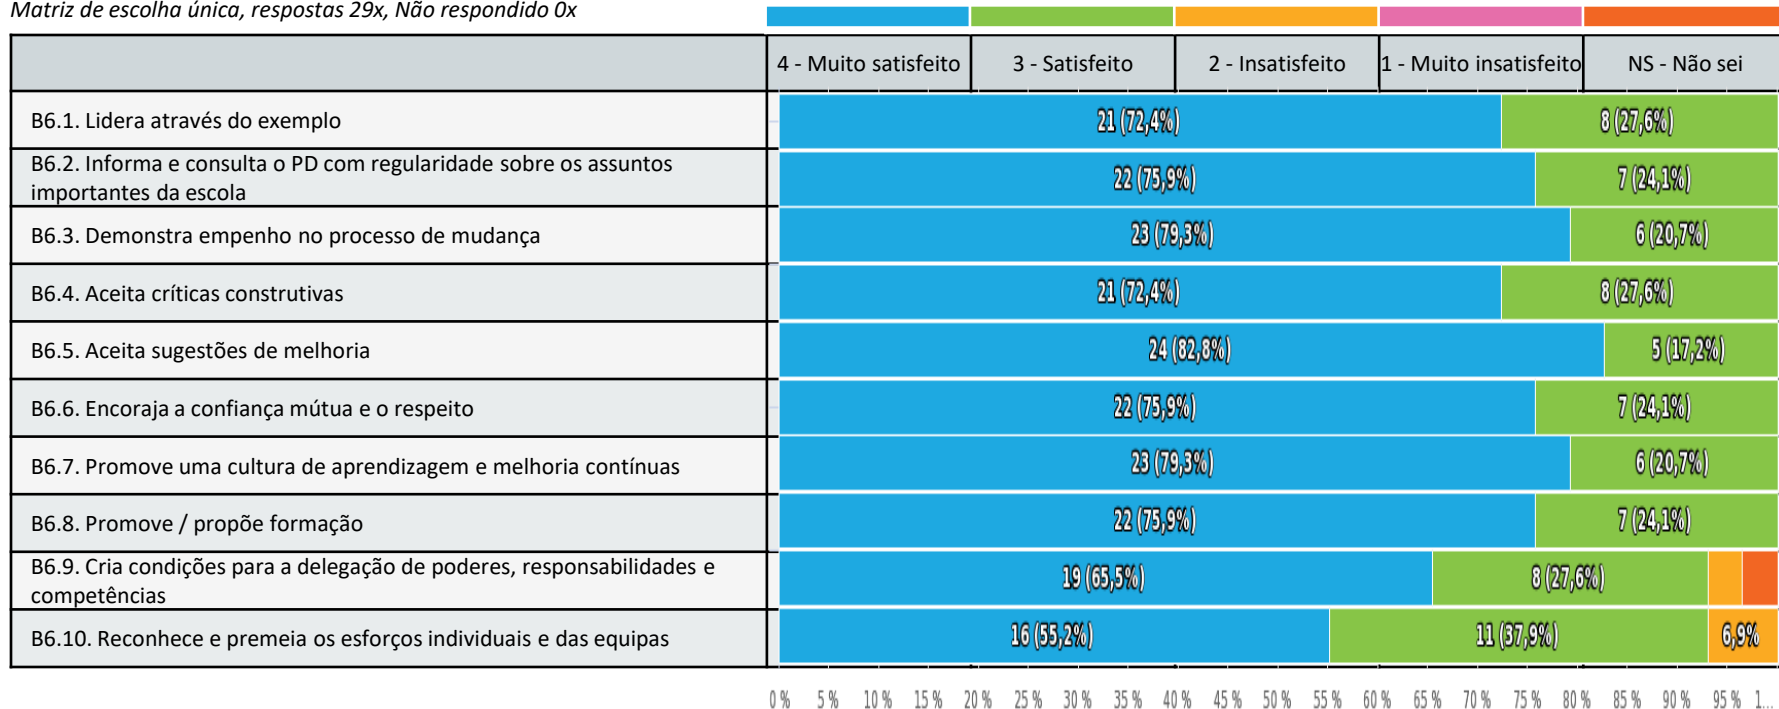 Matriz de escolha única, respostas 29x, Não respondido 0x
4 - Muito satisfeito 3 - Satisfeito 2 - Insatisfeito 1 - Muito insatisfeito NS - Não sei
B6.1. Lidera através do exemplo 21 (72,4%) 8 (27,6%)
B6.2. Informa e consulta o PD com regularidade sobre os assuntos
importantes da escola 22 (75,9%) 7 (24,1%)
B6.3. Demonstra empenho no processo de mudança 23 (79,3%) 6 (20,7%)
B6.4. Aceita críticas construtivas 21 (72,4%) 8 (27,6%)
B6.5. Aceita sugestões de melhoria 24 (82,8%) 5 (17,2%)
B6.6. Encoraja a confiança mútua e o respeito 22 (75,9%) 7 (24,1%)
B6.7. Promove uma cultura de aprendizagem e melhoria contínuas 23 (79,3%) 6 (20,7%)
B6.8. Promove / propõe formação 22 (75,9%) 7 (24,1%)
B6.9. Cria condições para a delegação de poderes, responsabilidades e
competências 19 (65,5%) 8 (27,6%)
B6.10. Reconhece e premeia os esforços individuais e das equipas 16 (55,2%) 11 (37,9%) 6,9%
0 % 5 % 10 % 15 % 20 % 25 % 30 % 35 % 40 % 45 % 50 % 55 % 60 % 65 % 70 % 75 % 80 % 85 % 90 % 95 % 1...